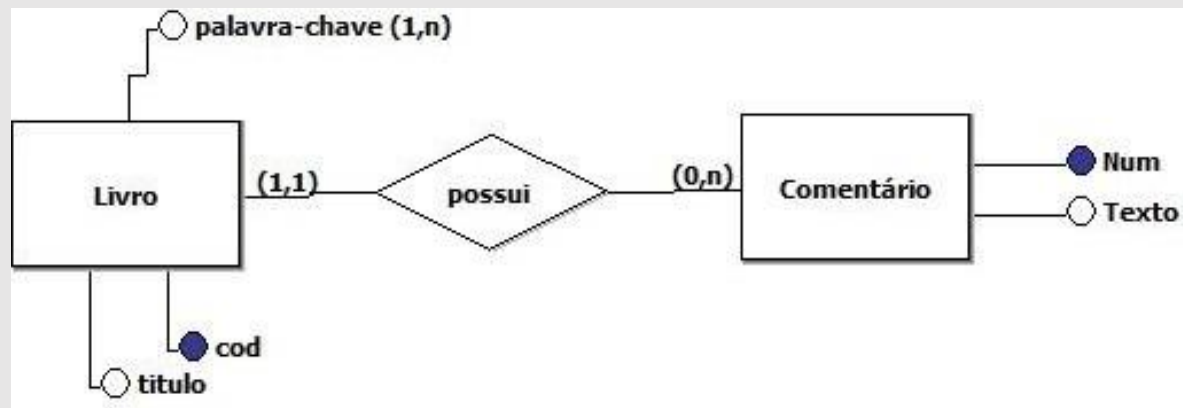 palavra-chave (1,n)
Livro
(1,1)
possui
(0,n)
Comentário
Num
Texto
cod
titulo